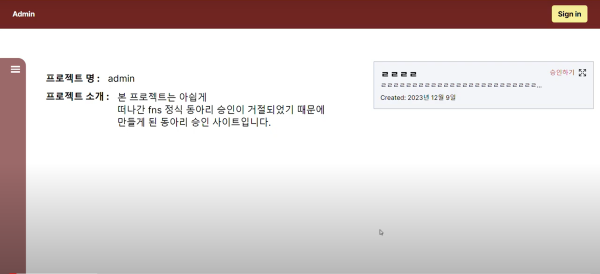 Admin
Sign in
프로젝트 명 : admin
프로젝트 소개 : 본 프로젝트는 아쉽게
떠나간 fns 정식 동아리 승인이 거절되었기 때문에
만들게 된 동아리 승인 사이트입니다.
ㄹㄹㄹㄹ
승인하기
Created: 2023년 12월 9일